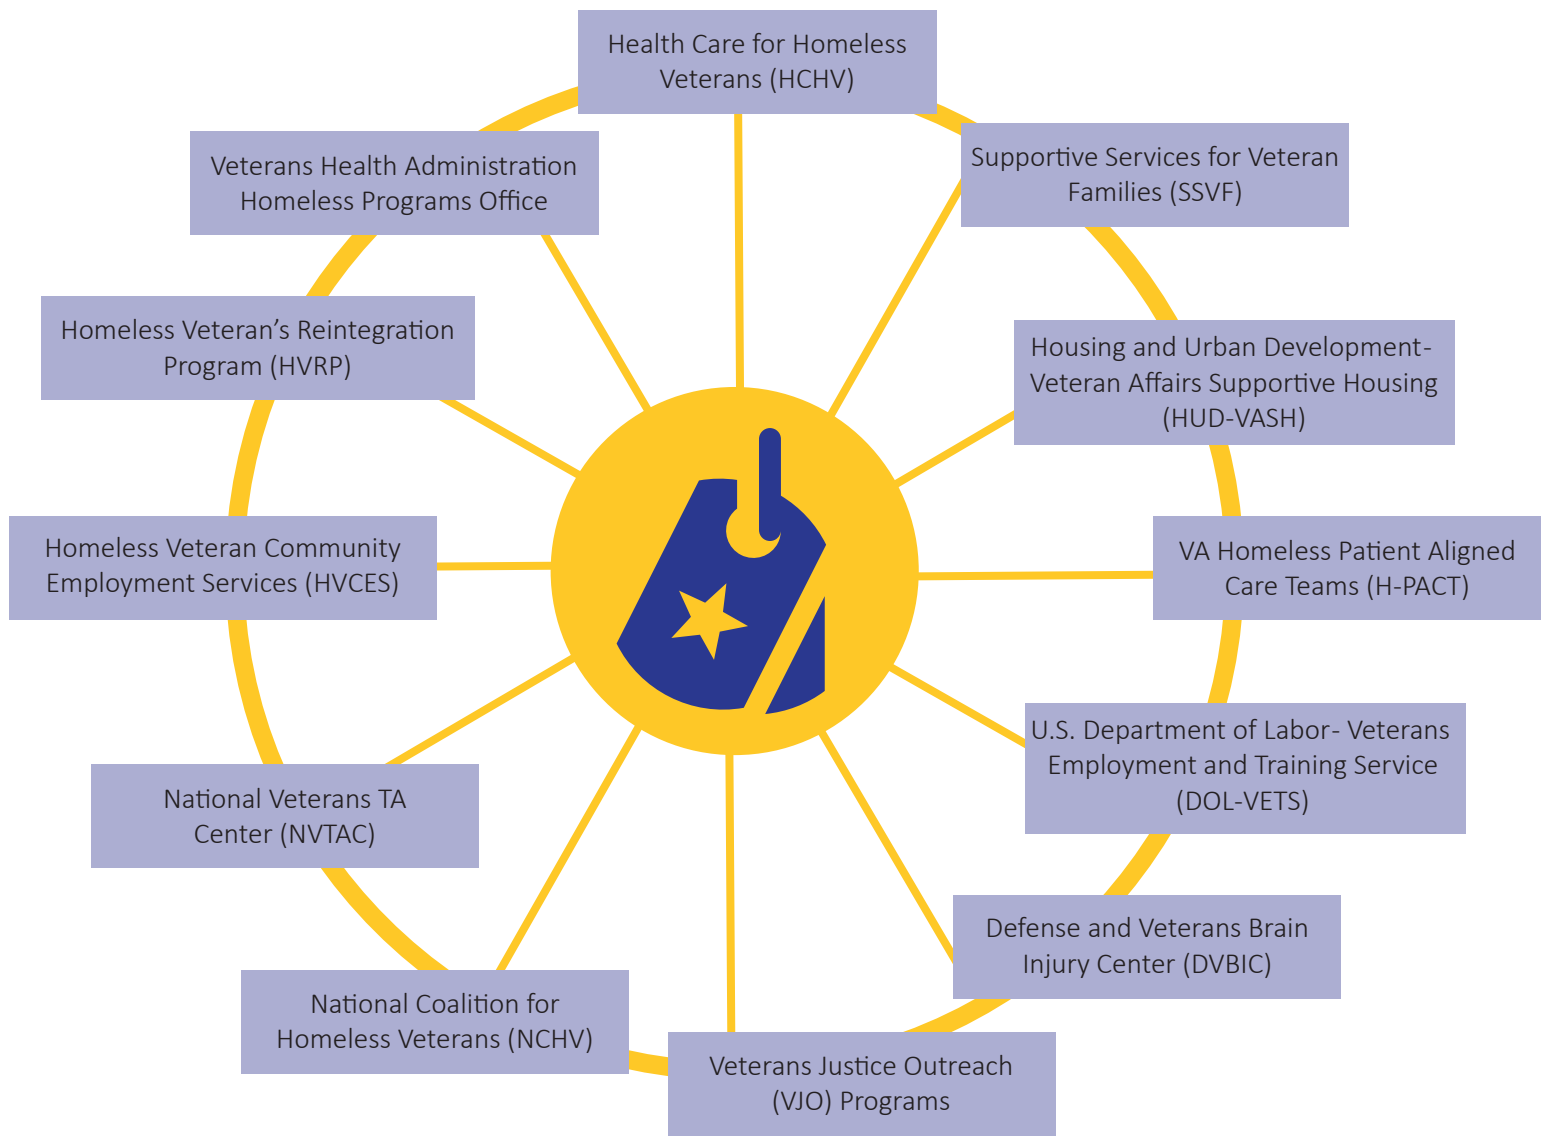 Health Care for Homeless
Veterans (HCHV)
Supportive Services for Veteran
Families (SSVF)
Housing and Urban Development-
Veteran Affairs Supportive Housing
(HUD-VASH)
VA Homeless Patient Aligned
Care Teams (H-PACT)
U.S. Department of Labor- Veterans
Employment and Training Service
(DOL-VETS)
Defense and Veterans Brain
Injury Center (DVBIC)
Veterans Justice Outreach
(VJO) Programs
National Coalition for
Homeless Veterans (NCHV)
National Veterans TA
Center (NVTAC)
Homeless Veteran Community
Employment Services (HVCES)
Homeless Veteran’s Reintegration
Program (HVRP)
Veterans Health Administration
Homeless Programs Office